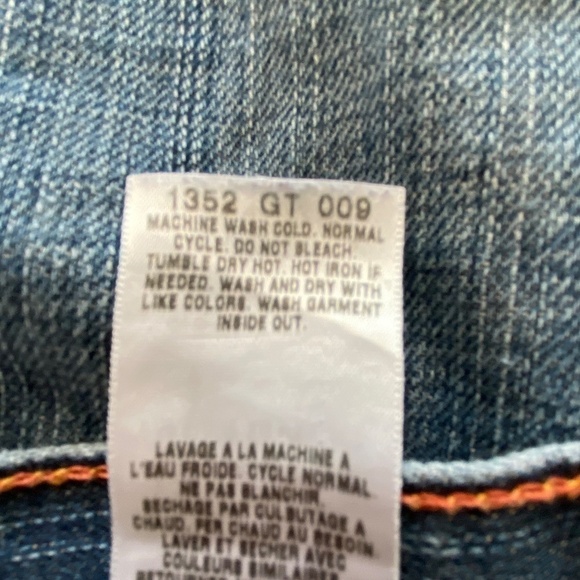 1352 GT 009
MACHINE WASH COLD. NORMAL
CYCLE. DO NOT BLEACH.
TUMBLE DRY HOT. HOT IRON IF
NEEDED. WASH AND DRY WITH
LIKE COLORS. WASH GARMENT
INSIDE OUT.
LAVAGE A LA MACHINE A
L'EAU FROIDE. CYCLE NORMAL.
NE PAS BLANCHIR.
SECHAGE PAR CULBUTAGE A
CHAUD. FER CHAUD AU BESOIN.
LAVER ET SECHER AVEC
COULEURS SIMILAIRES